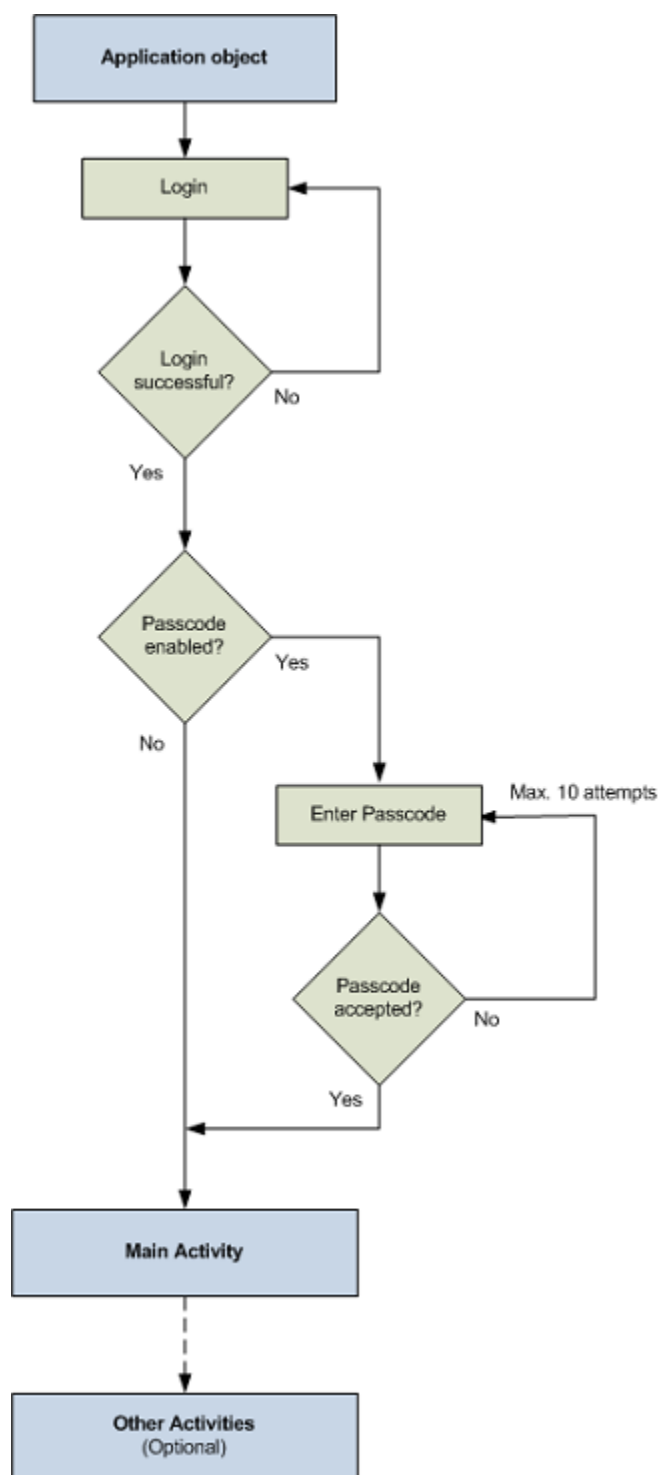 Application object
Login
Login
successful?
No
Yes
Passcode
enabled?
Yes
No
Max. 10 attempts
Enter Passcode
Passcode
accepted?
No
Yes
Main Activity
Other Activities
(Optional)